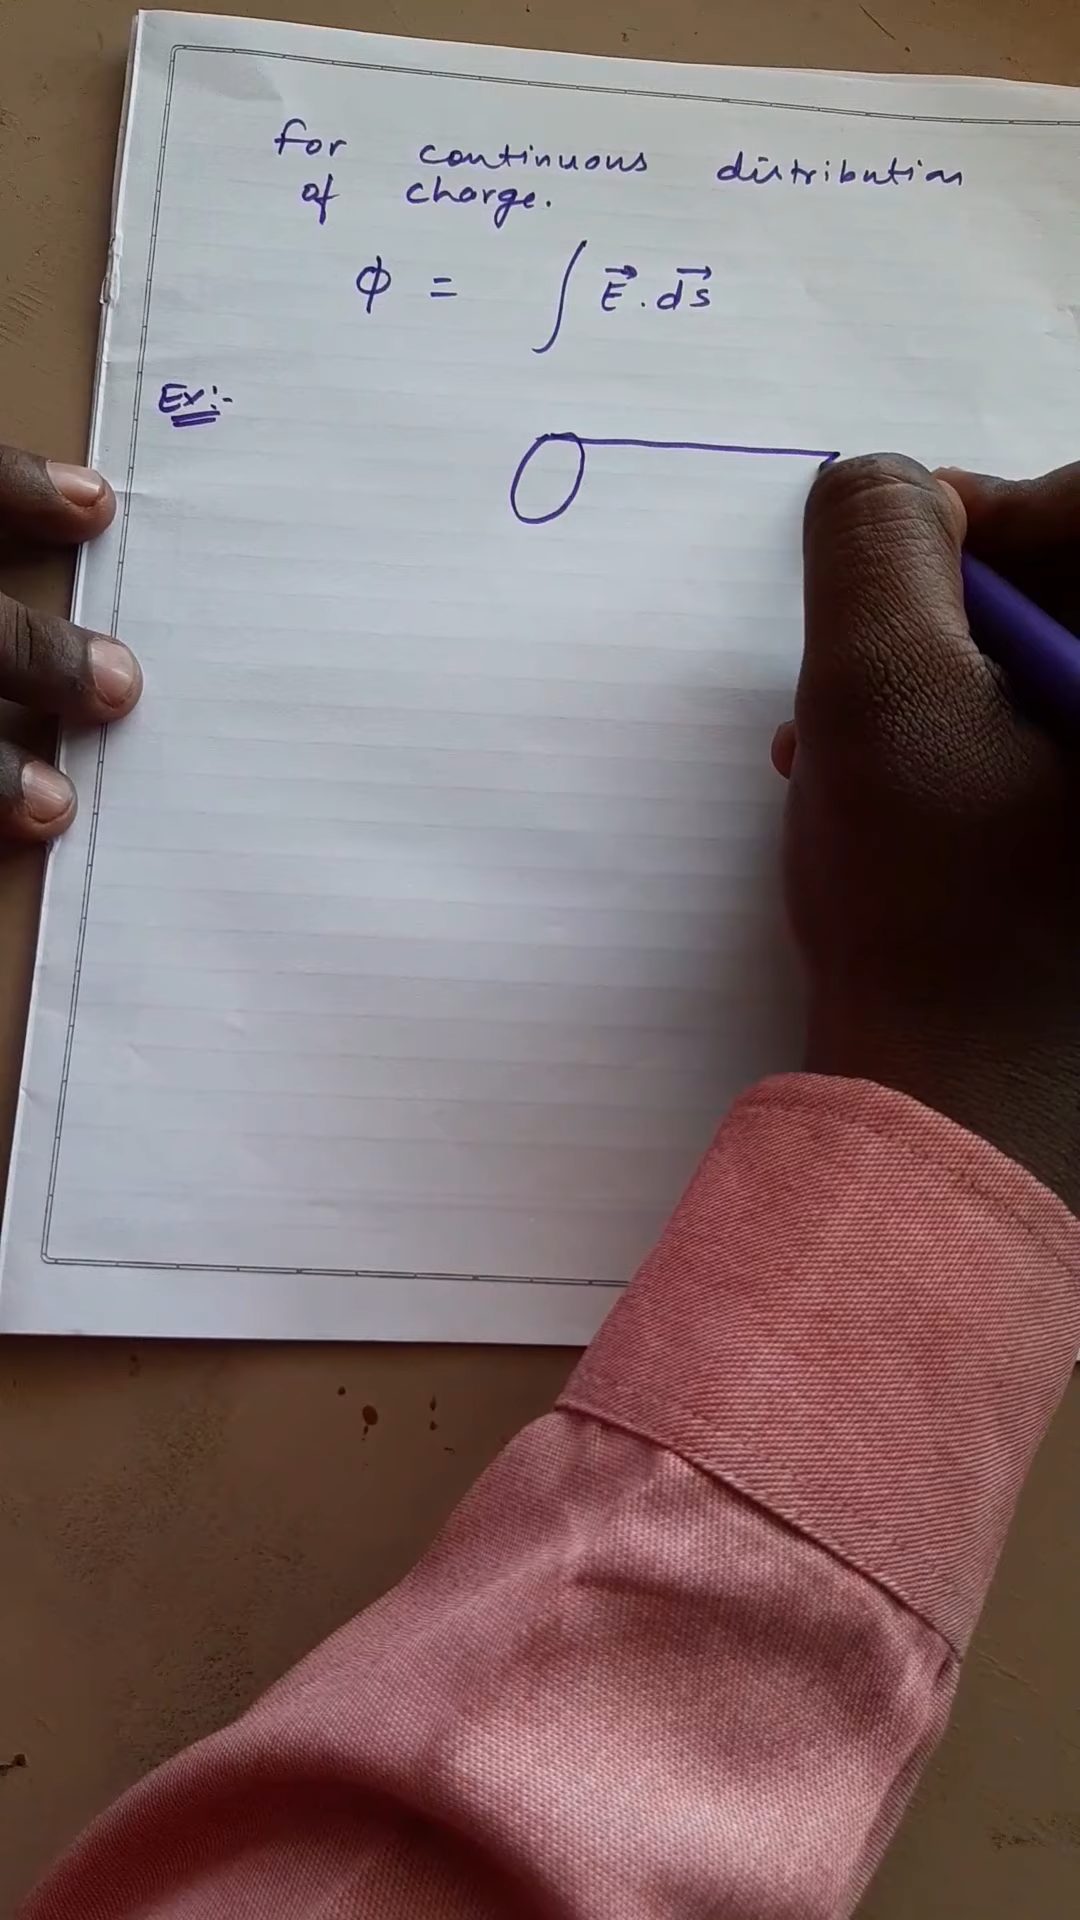 for continuous distribution
of charge.
ϕ = ∫ E⃗ . ds⃗
Ex:-